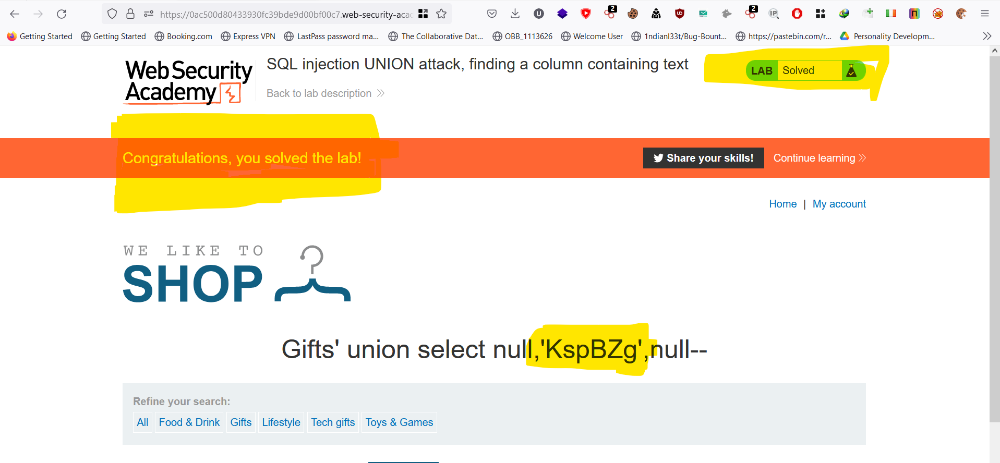 https://0ac500d80433930fc39bde9d00bf00c7.web-security-aca
2
2
U
IP
Getting Started
Getting Started
Booking.com
Express VPN
LastPass password ma...
The Collaborative Dat...
OBB_1113626
Welcome User
1ndianl33t/Bug-Bount...
https://pastebin.com/r...
Personality Developm...
Web Security
Academy
SQL injection UNION attack, finding a column containing text
Back to lab description
LAB Solved
Congratulations, you solved the lab!
Share your skills!
Continue learning
Home | My account
WE LIKE TO
SHOP
Gifts' union select null,'KspBZg',null--
Refine your search:
All Food & Drink Gifts Lifestyle Tech gifts Toys & Games